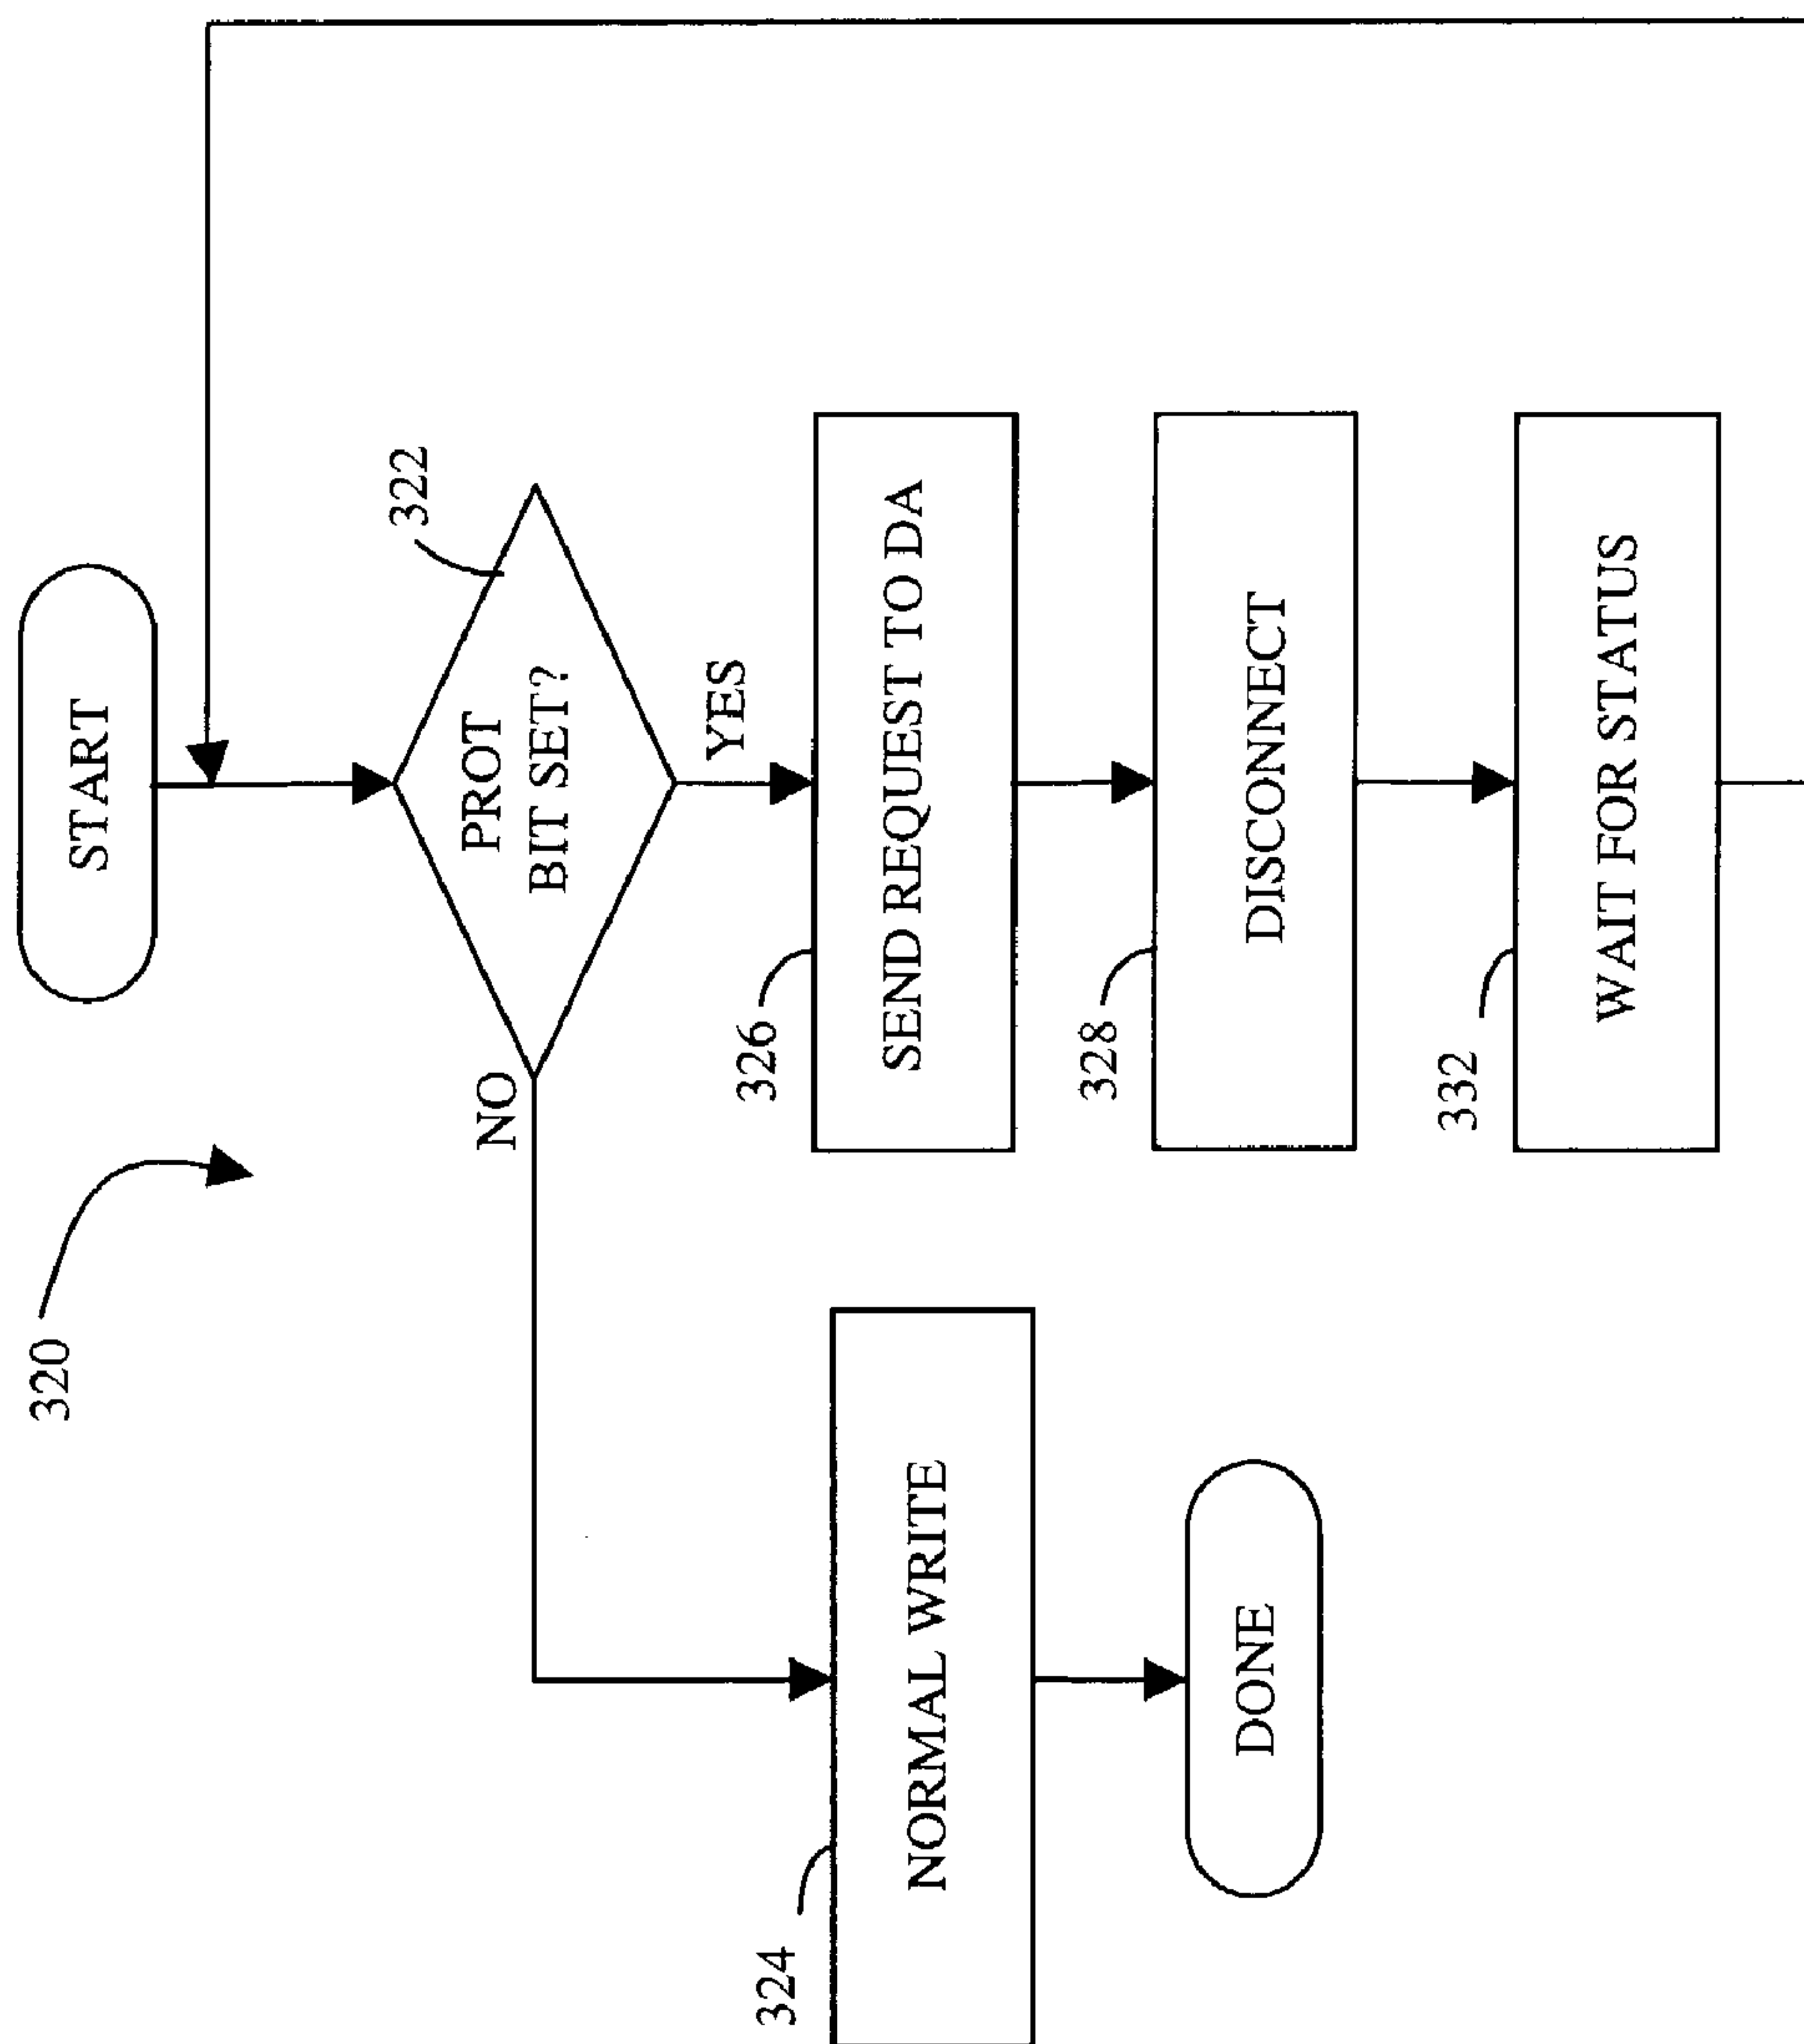 320
START
322
PROT
BIT SET?
NO
YES
324
NORMAL WRITE
DONE
326
SEND REQUEST TO DA
328
DISCONNECT
332
WAIT FOR STATUS